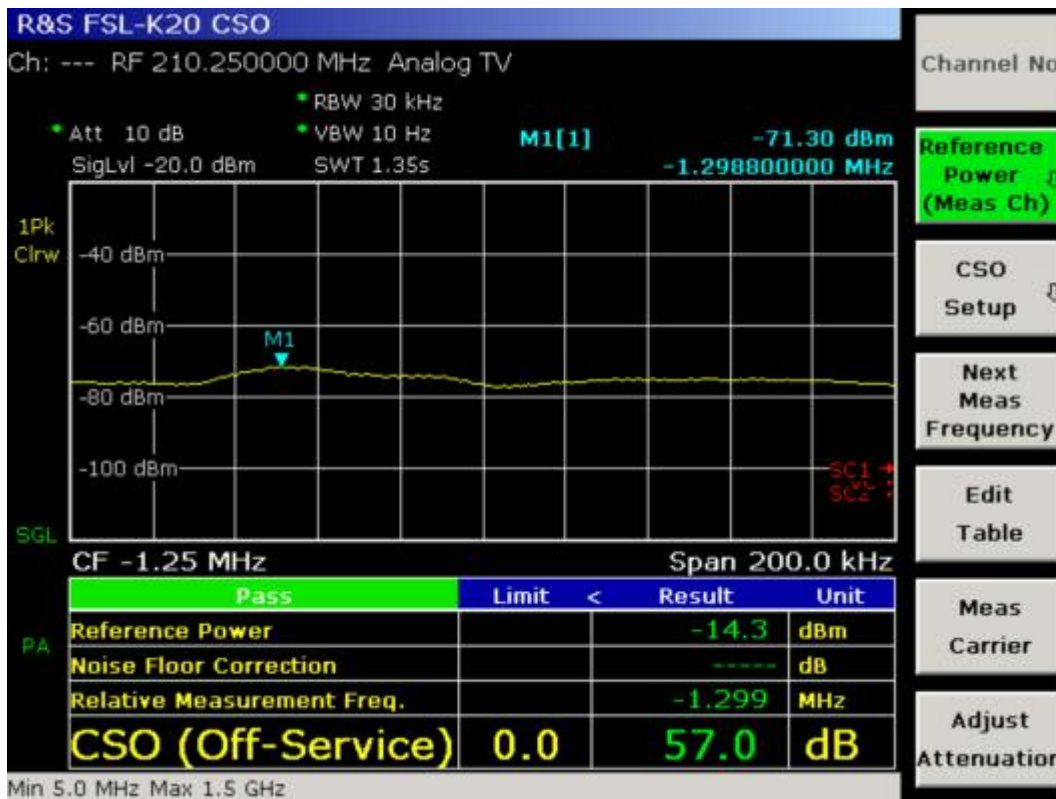 R&S FSL-K20 CSO
Ch: --- RF 210.250000 MHz Analog TV
RBW 30 kHz
Att 10 dB
VBW 10 Hz
M1[1]
-71.30 dBm
SigLvl -20.0 dBm
SWT 1.35s
-1.298800000 MHz
1Pk
Clrw
-40 dBm
-60 dBm
M1
-80 dBm
-100 dBm
SC1
SC2
SGL
CF -1.25 MHz
Span 200.0 kHz
Pass
Limit < Result Unit
PA
Reference Power -14.3 dBm
Noise Floor Correction ----- dB
Relative Measurement Freq. -1.299 MHz
CSO (Off-Service) 0.0 57.0 dB
Min 5.0 MHz Max 1.5 GHz
Channel No
Reference
Power
(Meas Ch)
CSO
Setup
Next
Meas
Frequency
Edit
Table
Meas
Carrier
Adjust
Attenuation